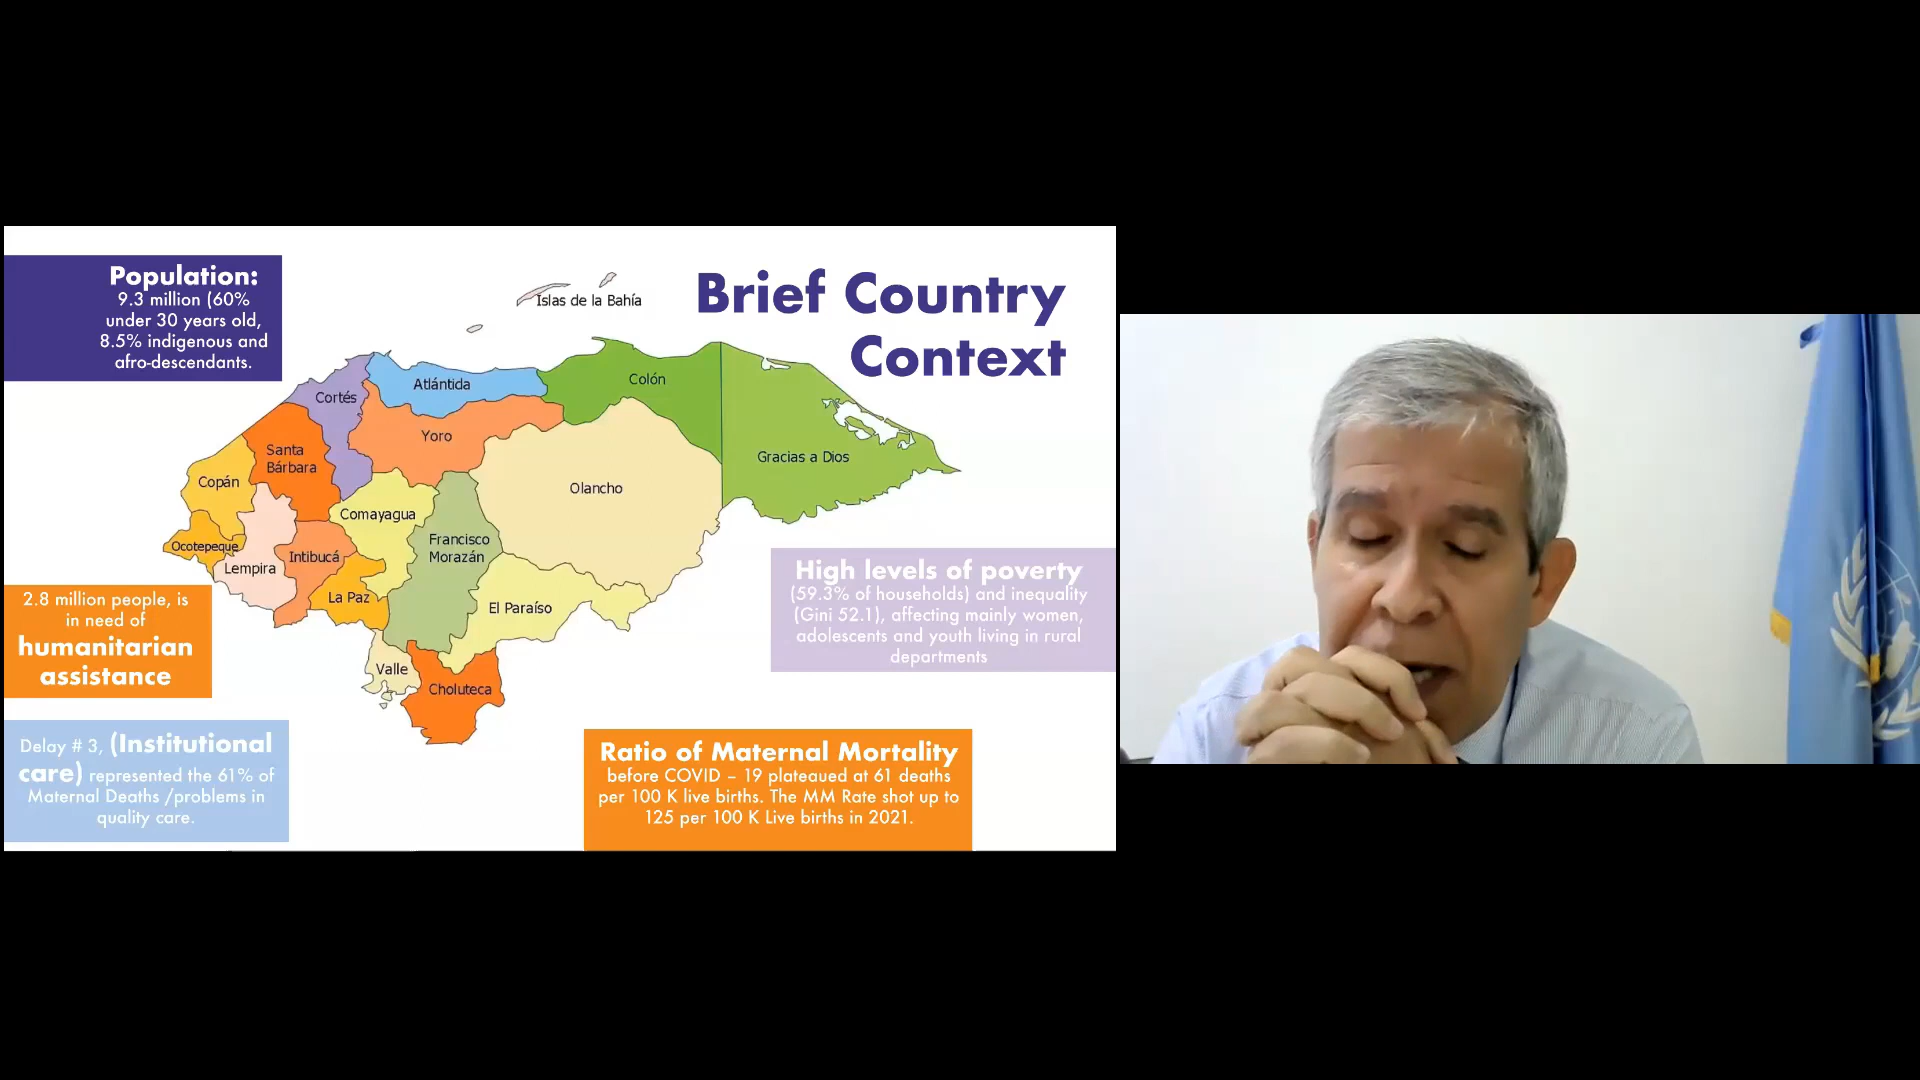 Brief Country
Context
Population:
9.3 million (60%
under 30 years old,
8.5% indigenous and
afro-descendants.
Islas de la Bahía
Atlántida
Colón
Cortés
Yoro
Santa
Bárbara
Gracias a Dios
Copán
Olancho
Comayagua
Francisco
Morazán
Ocotepeque
Intibucá
Lempira
La Paz
El Paraíso
Valle
Choluteca
High levels of poverty
(59.3% of households) and inequality
(Gini 52.1), affecting mainly women,
adolescents and youth living in rural
departments
2.8 million people, is
in need of
humanitarian
assistance
Delay # 3, (Institutional
care) represented the 61% of
Maternal Deaths /problems in
quality care.
Ratio of Maternal Mortality
before COVID – 19 plateaued at 61 deaths
per 100 K live births. The MM Rate shot up to
125 per 100 K Live births in 2021.